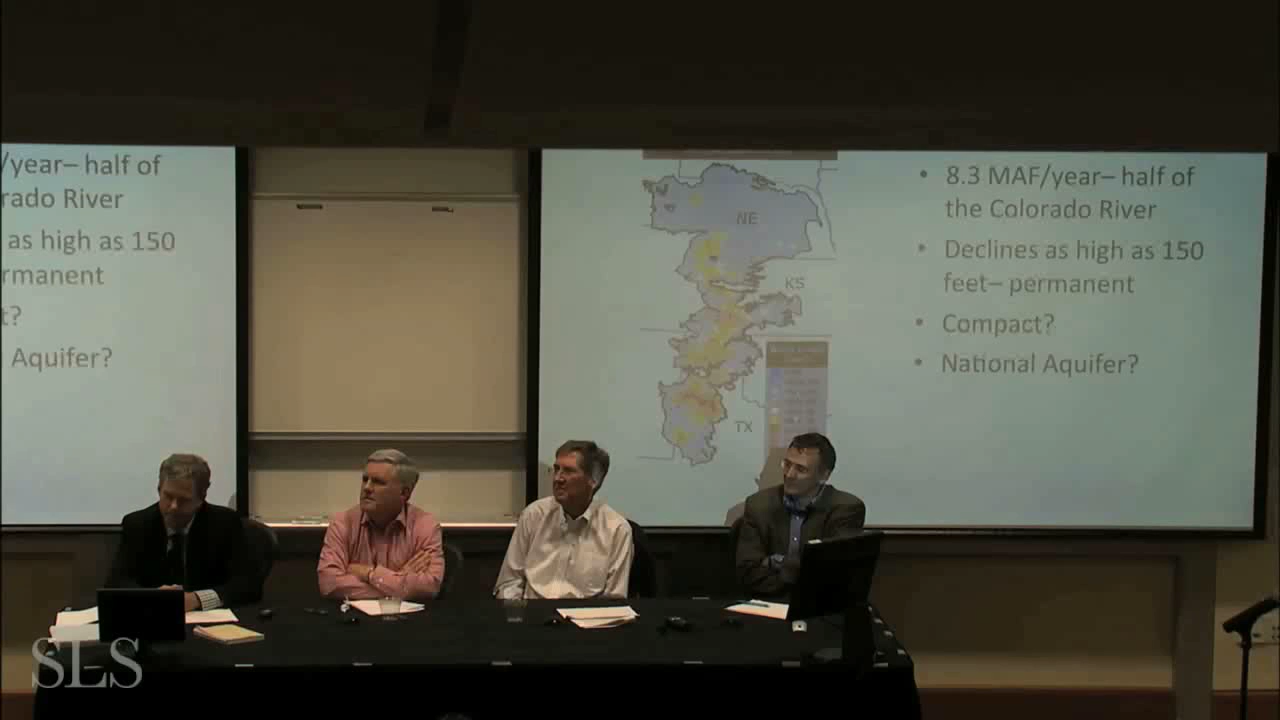 /year– half of
rado River
as high as 150
rmanent
t?
Aquifer?
NE
KS
TX
• 8.3 MAF/year– half of
the Colorado River
• Declines as high as 150
feet– permanent
• Compact?
• National Aquifer?
SLS